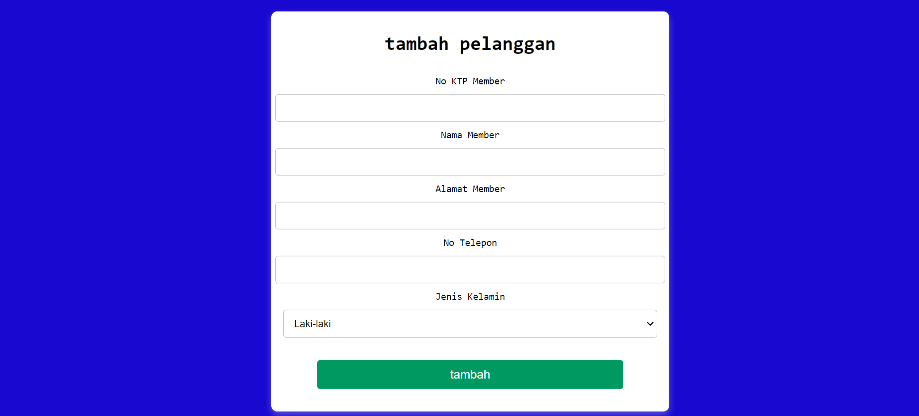 tambah pelanggan
No KTP Member
Nama Member
Alamat Member
No Telepon
Jenis Kelamin
Laki-laki
tambah